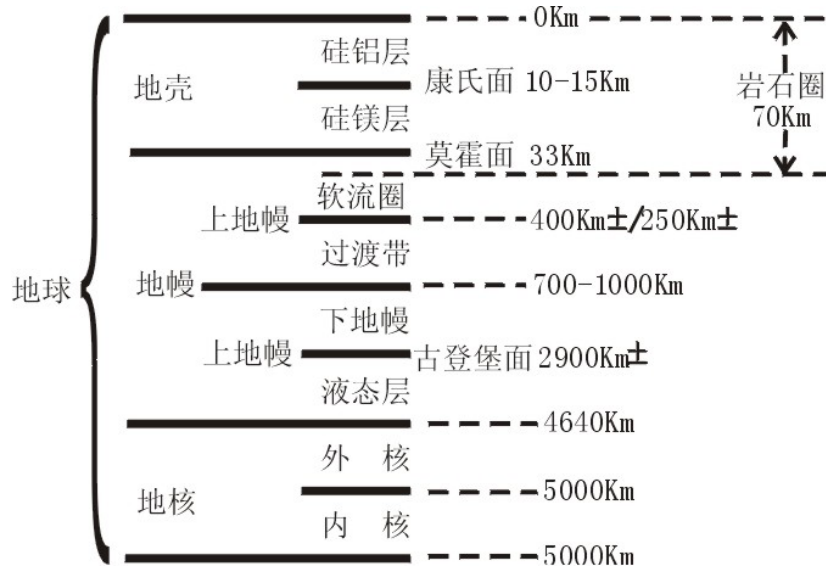 0Km
硅铝层
地壳
康氏面 10-15Km
岩石圈
70Km
硅镁层
莫霍面 33Km
软流圈
上地幔
400Km±/250Km±
过渡带
地球
地幔
700-1000Km
下地幔
上地幔
古登堡面 2900Km±
液态层
4640Km
外 核
地核
5000Km
内 核
5000Km